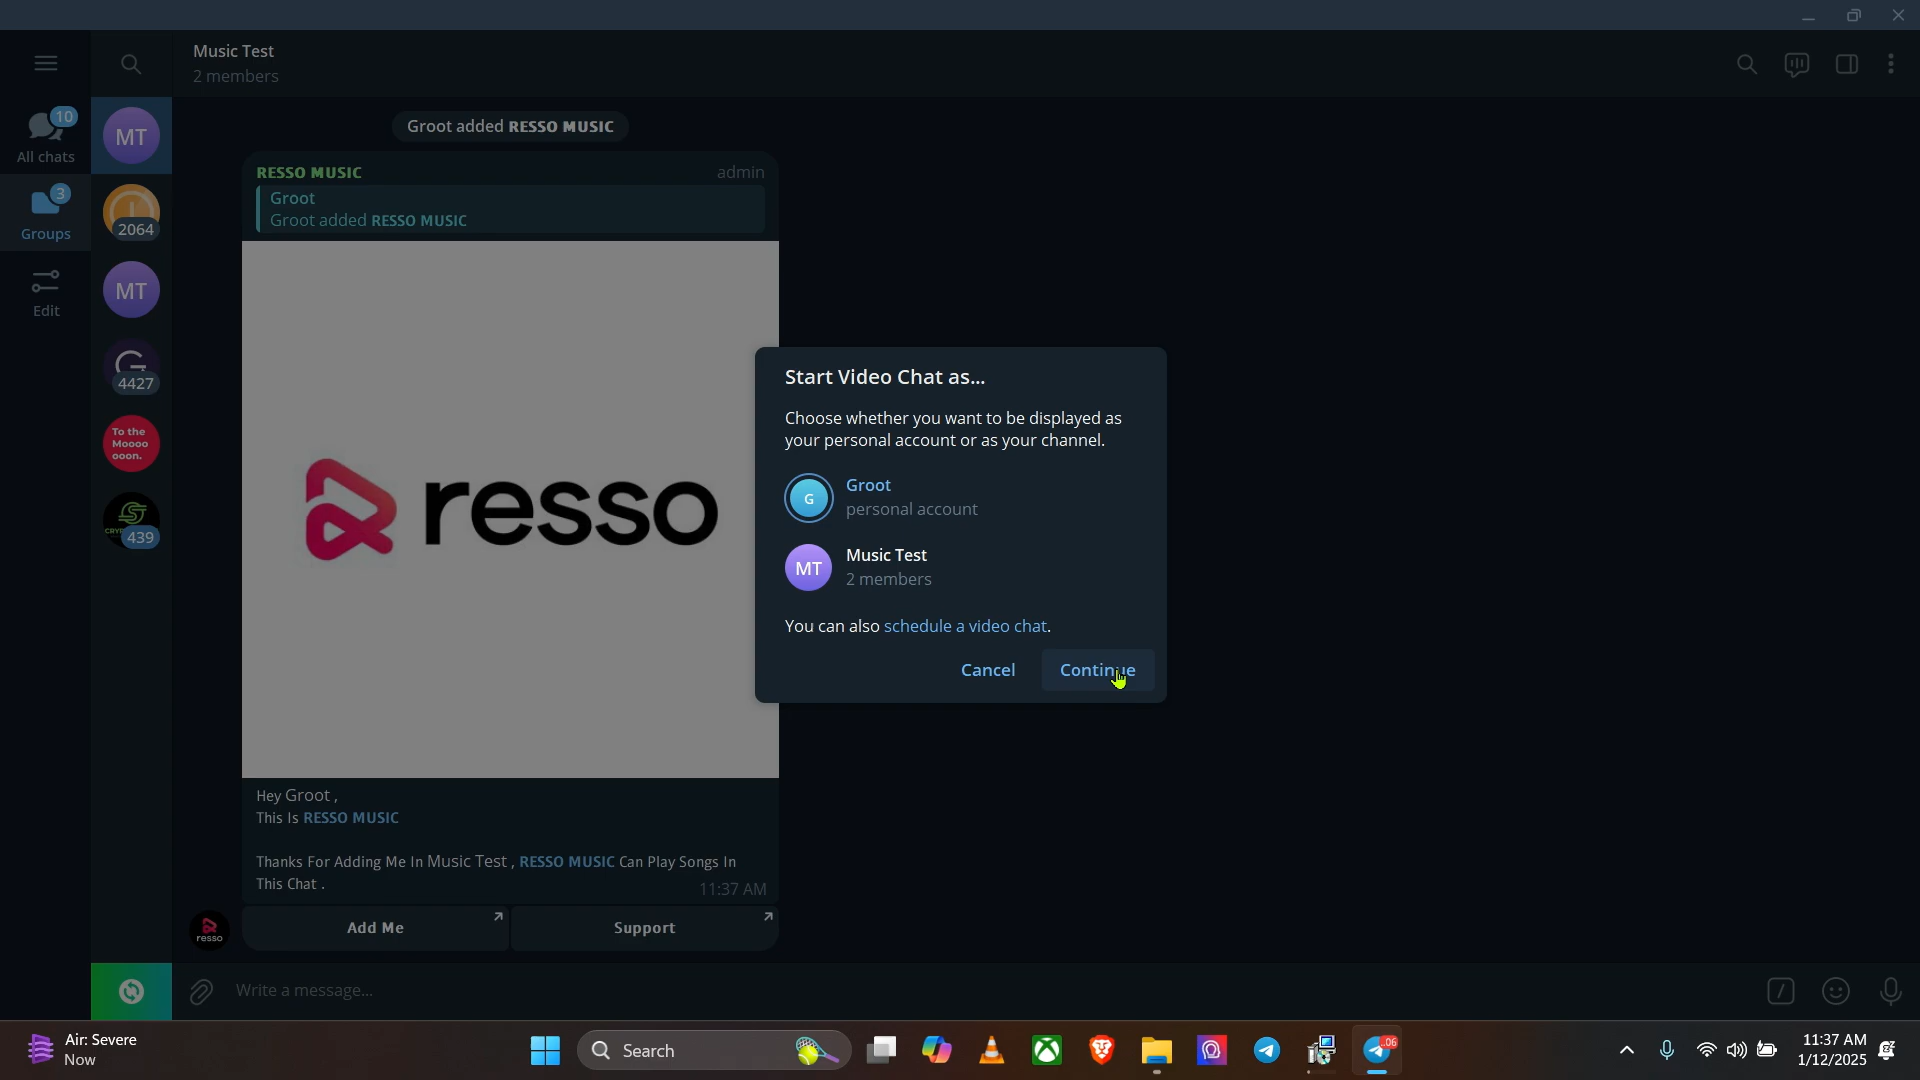 Music Test
2 members
10
All chats
3
Groups
Edit
MT
2064
MT
4427
To the
Moooo
ooon.
439
Groot added RESSO MUSIC
RESSO MUSIC
admin
Groot
Groot added RESSO MUSIC
resso
Hey Groot ,
This Is RESSO MUSIC
Thanks For Adding Me In Music Test , RESSO MUSIC Can Play Songs In
This Chat .
11:37 AM
resso
Add Me
Support
Write a message...
Start Video Chat as...
Choose whether you want to be displayed as
your personal account or as your channel.
G
Groot
personal account
MT
Music Test
2 members
You can also schedule a video chat.
Cancel
Continue
Air: Severe
Now
Search
06
11:37 AM
1/12/2025